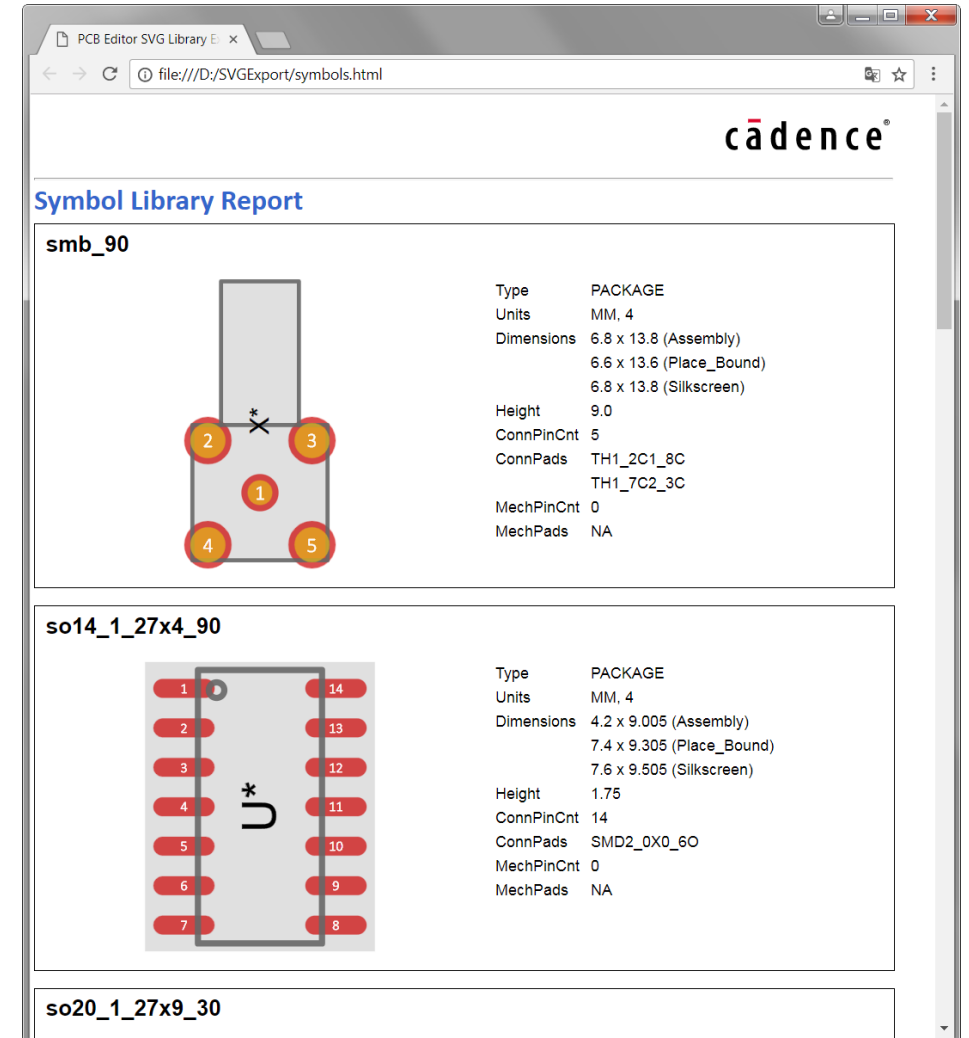 PCB Editor SVG Library E
file:///D:/SVGExport/symbols.html
cādence®
Symbol Library Report
smb_90
X*
2
3
1
4
5
Type PACKAGE
Units MM, 4
Dimensions 6.8 x 13.8 (Assembly)
6.6 x 13.6 (Place_Bound)
6.8 x 13.8 (Silkscreen)
Height 9.0
ConnPinCnt 5
ConnPads TH1_2C1_8C
TH1_7C2_3C
MechPinCnt 0
MechPads NA
so14_1_27x4_90
1 14
2 13
3 12
4 11
5 10
6 9
7 8
U*
Type PACKAGE
Units MM, 4
Dimensions 4.2 x 9.005 (Assembly)
7.4 x 9.305 (Place_Bound)
7.6 x 9.505 (Silkscreen)
Height 1.75
ConnPinCnt 14
ConnPads SMD2_0X0_6O
MechPinCnt 0
MechPads NA
so20_1_27x9_30